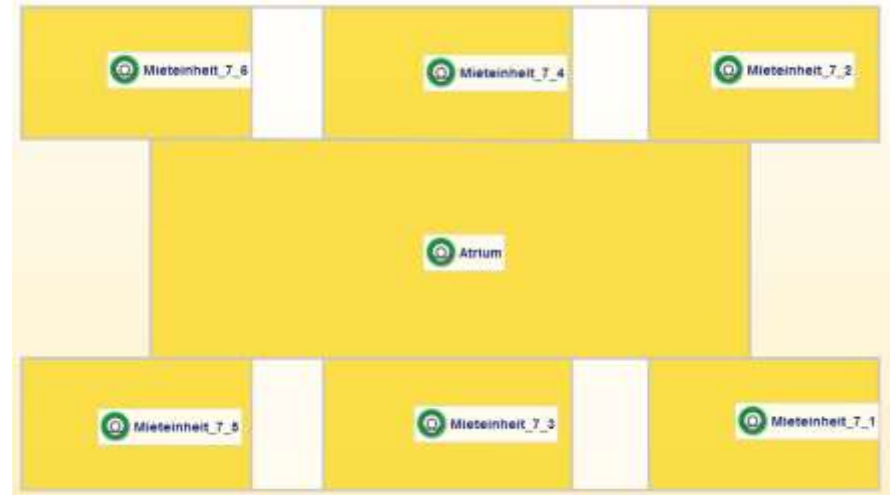 Mieteinheit_7_6
Mieteinheit_7_4
Mieteinheit_7_2
Atrium
Mieteinheit_7_5
Mieteinheit_7_3
Mieteinheit_7_1